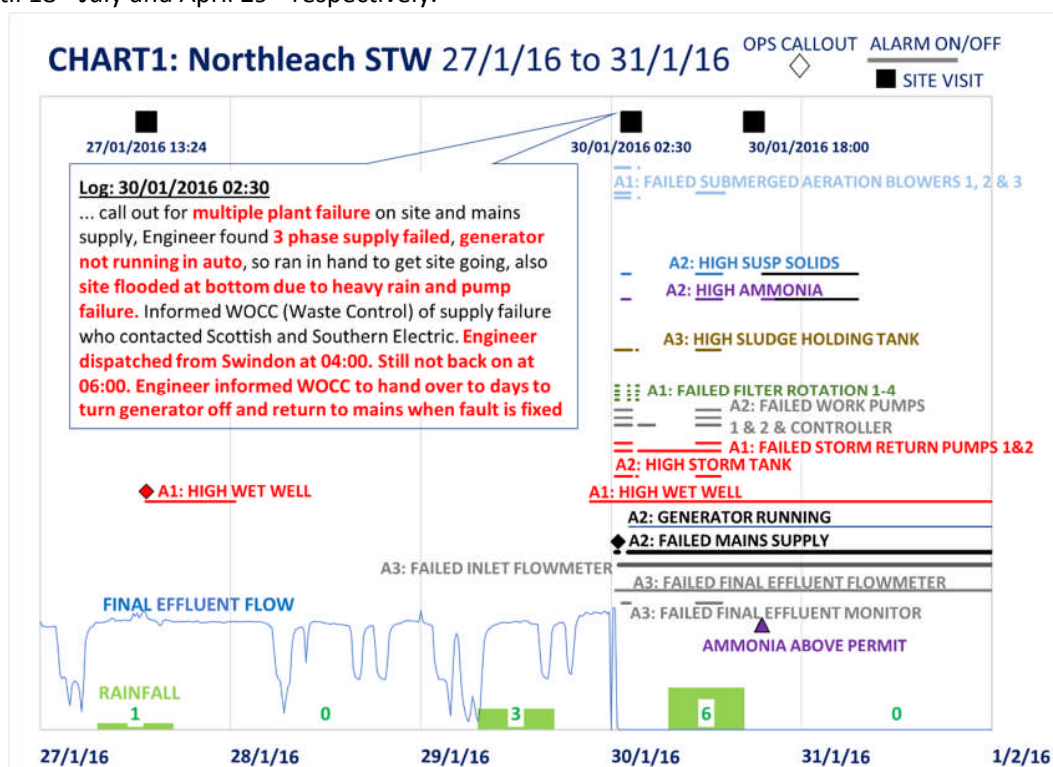 July and April 29 respectively.
CHART1: Northleach STW 27/1/16 to 31/1/16
OPS CALLOUT ALARM ON/OFF
SITE VISIT
27/01/2016 13:24
30/01/2016 02:30
30/01/2016 18:00
Log: 30/01/2016 02:30
... call out for multiple plant failure on site and mains
supply, Engineer found 3 phase supply failed, generator
not running in auto, so ran in hand to get site going, also
site flooded at bottom due to heavy rain and pump
failure. Informed WOCC (Waste Control) of supply failure
who contacted Scottish and Southern Electric. Engineer
dispatched from Swindon at 04:00. Still not back on at
06:00. Engineer informed WOCC to hand over to days to
turn generator off and return to mains when fault is fixed
A1: FAILED SUBMERGED AERATION BLOWERS 1, 2 & 3
A2: HIGH SUSP SOLIDS
A2: HIGH AMMONIA
A3: HIGH SLUDGE HOLDING TANK
A1: FAILED FILTER ROTATION 1-4
A2: FAILED WORK PUMPS
1 & 2 & CONTROLLER
A1: FAILED STORM RETURN PUMPS 1&2
A2: HIGH STORM TANK
A1: HIGH WET WELL
A1: HIGH WET WELL
A2: GENERATOR RUNNING
A2: FAILED MAINS SUPPLY
A3: FAILED INLET FLOWMETER
A3: FAILED FINAL EFFLUENT FLOWMETER
A3: FAILED FINAL EFFLUENT MONITOR
FINAL EFFLUENT FLOW
AMMONIA ABOVE PERMIT
RAINFALL
1
0
3
6
0
27/1/16
28/1/16
29/1/16
30/1/16
31/1/16
1/2/16